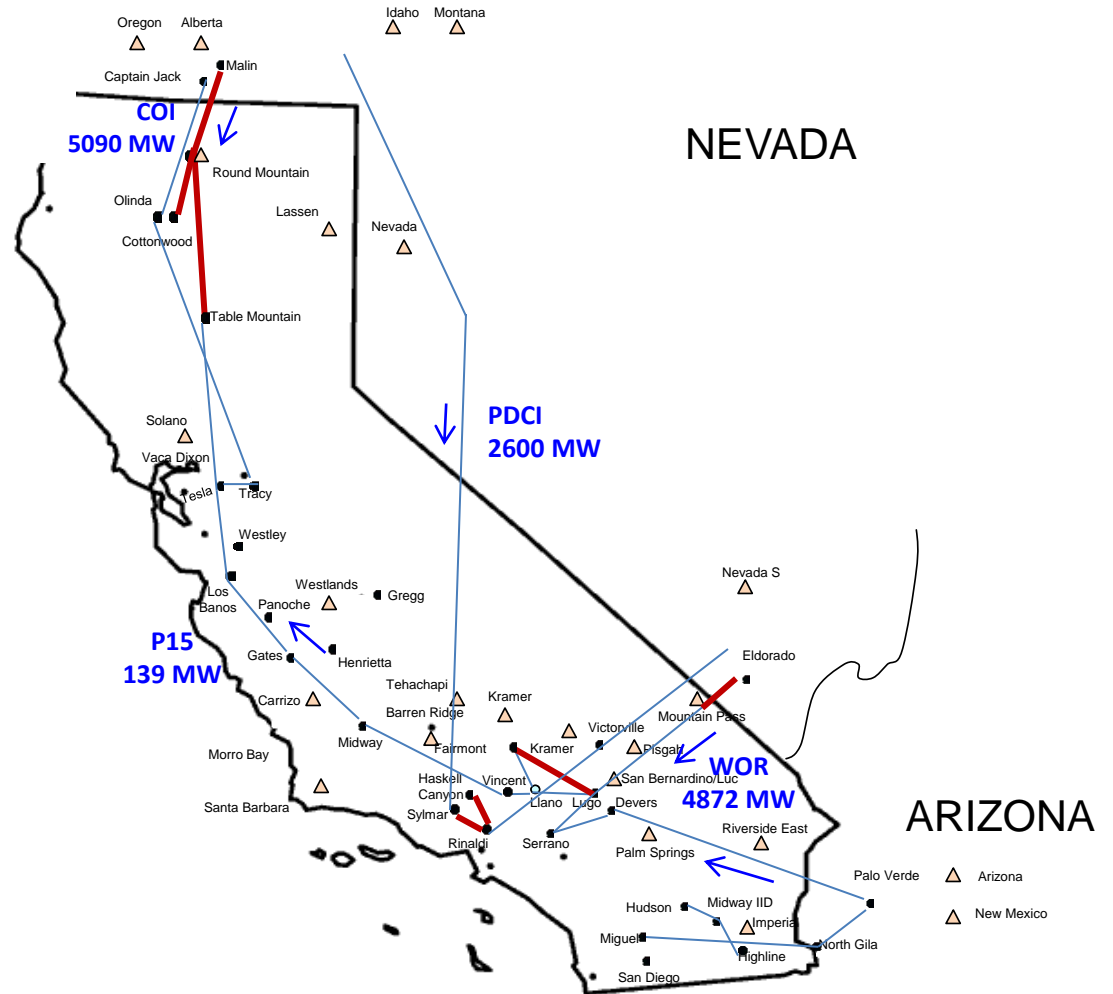 Idaho
Montana
Oregon
Alberta
Malin
Captain Jack
COI
5090 MW
NEVADA
Round Mountain
Olinda
Lassen
Nevada
Cottonwood
Table Mountain
PDCI
2600 MW
Solano
Vaca Dixon
Tesla
Tracy
Westley
Nevada S
Los
Banos
Westlands
Gregg
Panoche
P15
139 MW
Gates
Henrietta
Eldorado
Tehachapi
Kramer
Carrizo
Barren Ridge
Mountain Pass
Midway
Fairmont
Kramer
Victorville
Pisgah
Morro Bay
WOR
4872 MW
Haskell
Canyon
Vincent
San Bernardino/Luc
Santa Barbara
Sylmar
Llano
Lugo
Devers
ARIZONA
Rinaldi
Serrano
Palm Springs
Riverside East
Palo Verde
Arizona
Hudson
Midway IID
New Mexico
Imperia
Miguel
North Gila
Highline
San Diego